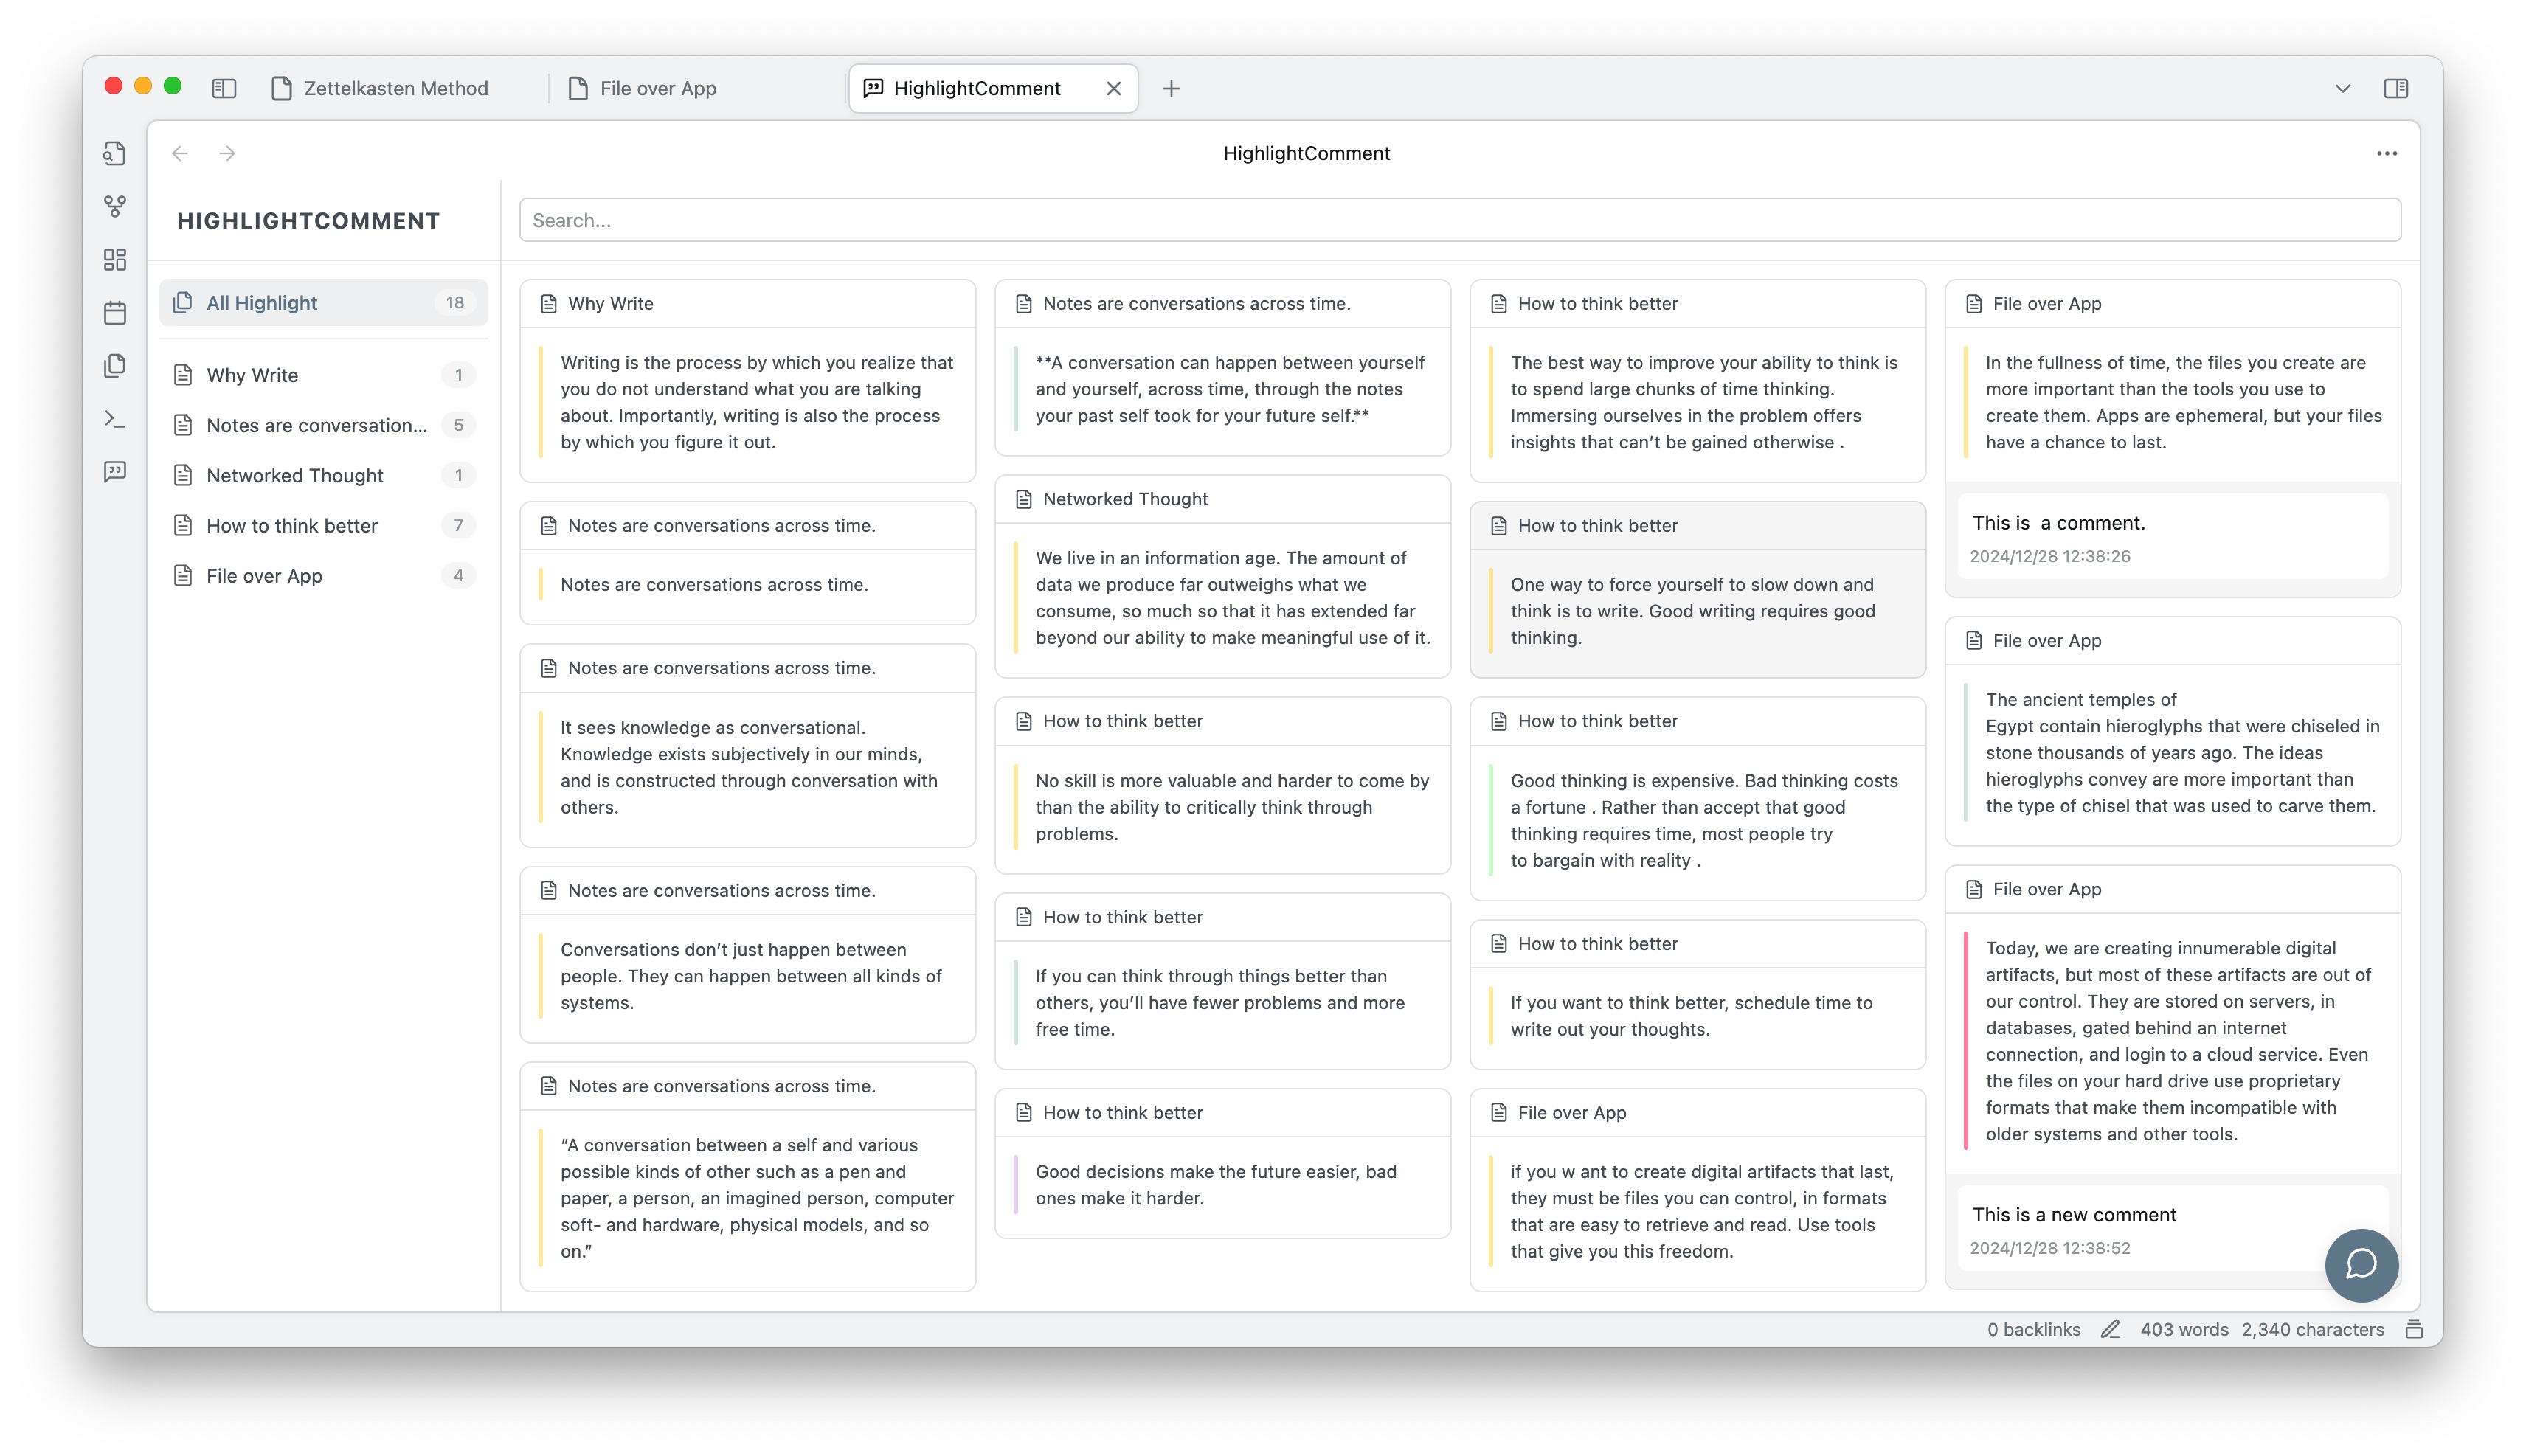 Zettelkasten Method
File over App
HighlightComment
HighlightComment
HIGHLIGHTCOMMENT
Search...
All Highlight 18
Why Write 1
Notes are conversation... 5
Networked Thought 1
How to think better 7
File over App 4
Why Write
Writing is the process by which you realize that
you do not understand what you are talking
about. Importantly, writing is also the process
by which you figure it out.
Notes are conversations across time.
Notes are conversations across time.
Notes are conversations across time.
It sees knowledge as conversational.
Knowledge exists subjectively in our minds,
and is constructed through conversation with
others.
Notes are conversations across time.
Conversations don’t just happen between
people. They can happen between all kinds of
systems.
Notes are conversations across time.
“A conversation between a self and various
possible kinds of other such as a pen and
paper, a person, an imagined person, computer
soft- and hardware, physical models, and so
on.”
Notes are conversations across time.
**A conversation can happen between yourself
and yourself, across time, through the notes
your past self took for your future self.**
Networked Thought
We live in an information age. The amount of
data we produce far outweighs what we
consume, so much so that it has extended far
beyond our ability to make meaningful use of it.
How to think better
No skill is more valuable and harder to come by
than the ability to critically think through
problems.
How to think better
If you can think through things better than
others, you’ll have fewer problems and more
free time.
How to think better
Good decisions make the future easier, bad
ones make it harder.
How to think better
The best way to improve your ability to think is
to spend large chunks of time thinking.
Immersing ourselves in the problem offers
insights that can’t be gained otherwise .
How to think better
One way to force yourself to slow down and
think is to write. Good writing requires good
thinking.
How to think better
Good thinking is expensive. Bad thinking costs
a fortune . Rather than accept that good
thinking requires time, most people try
to bargain with reality .
How to think better
If you want to think better, schedule time to
write out your thoughts.
File over App
if you w ant to create digital artifacts that last,
they must be files you can control, in formats
that are easy to retrieve and read. Use tools
that give you this freedom.
File over App
In the fullness of time, the files you create are
more important than the tools you use to
create them. Apps are ephemeral, but your files
have a chance to last.
This is  a comment.
2024/12/28 12:38:26
File over App
The ancient temples of
Egypt contain hieroglyphs that were chiseled in
stone thousands of years ago. The ideas
hieroglyphs convey are more important than
the type of chisel that was used to carve them.
File over App
Today, we are creating innumerable digital
artifacts, but most of these artifacts are out of
our control. They are stored on servers, in
databases, gated behind an internet
connection, and login to a cloud service. Even
the files on your hard drive use proprietary
formats that make them incompatible with
older systems and other tools.
This is a new comment
2024/12/28 12:38:52
0 backlinks 403 words 2,340 characters